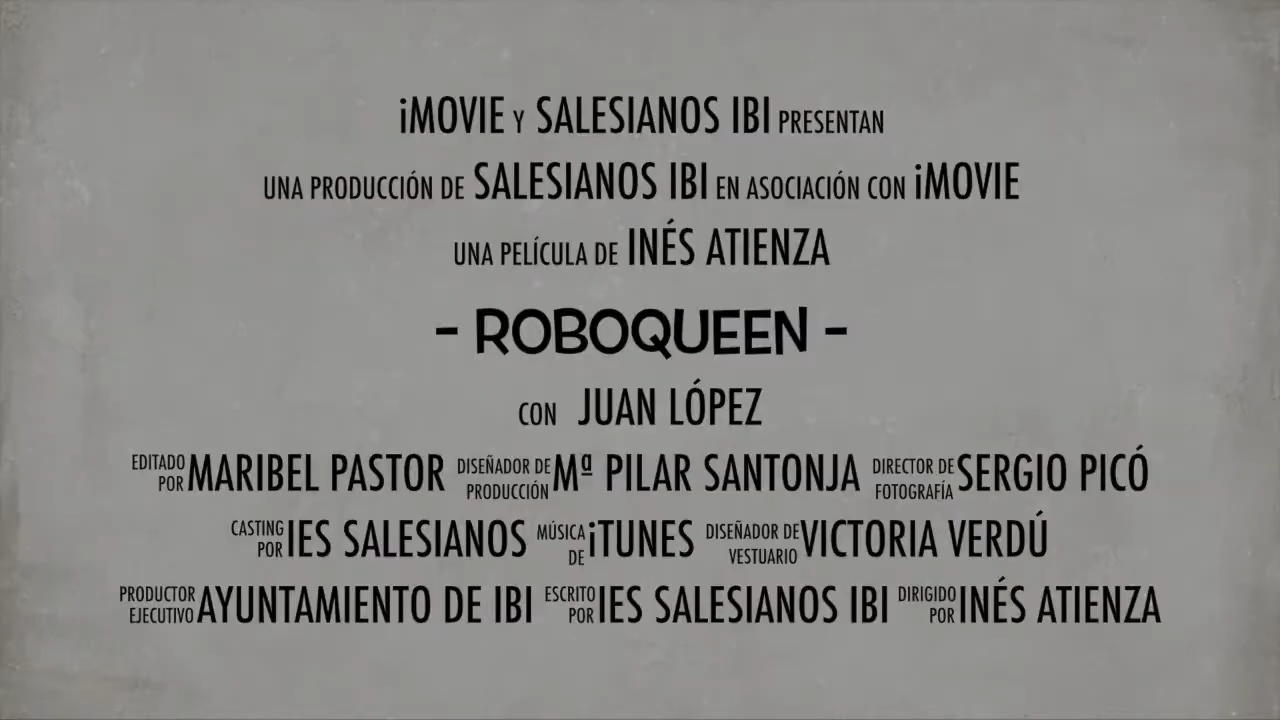 iMOVIE Y SALESIANOS IBI PRESENTAN
UNA PRODUCCIÓN DE SALESIANOS IBI EN ASOCIACIÓN CON iMOVIE
UNA PELÍCULA DE INÉS ATIENZA
- ROBOQUEEN -
CON JUAN LÓPEZ
EDITADO POR MARIBEL PASTOR DISEÑADOR DE PRODUCCIÓN Mª PILAR SANTONJA DIRECTOR DE FOTOGRAFÍA SERGIO PICÓ
CASTING POR IES SALESIANOS MÚSICA DE iTUNES DISEÑADOR DE VESTUARIO VICTORIA VERDÚ
PRODUCTOR EJECUTIVO AYUNTAMIENTO DE IBI ESCRITO POR IES SALESIANOS IBI DIRIGIDO POR INÉS ATIENZA